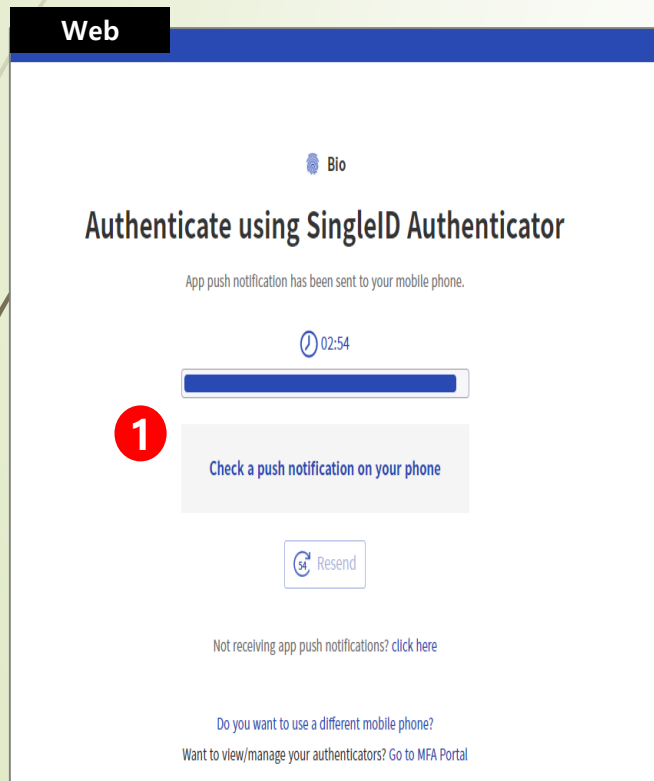 Web
Bio
Authenticate using SingleID Authenticator
App push notification has been sent to your mobile phone.
02:54
1
Check a push notification on your phone
54 Resend
Not receiving app push notifications? click here
Do you want to use a different mobile phone?
Want to view/manage your authenticators? Go to MFA Portal